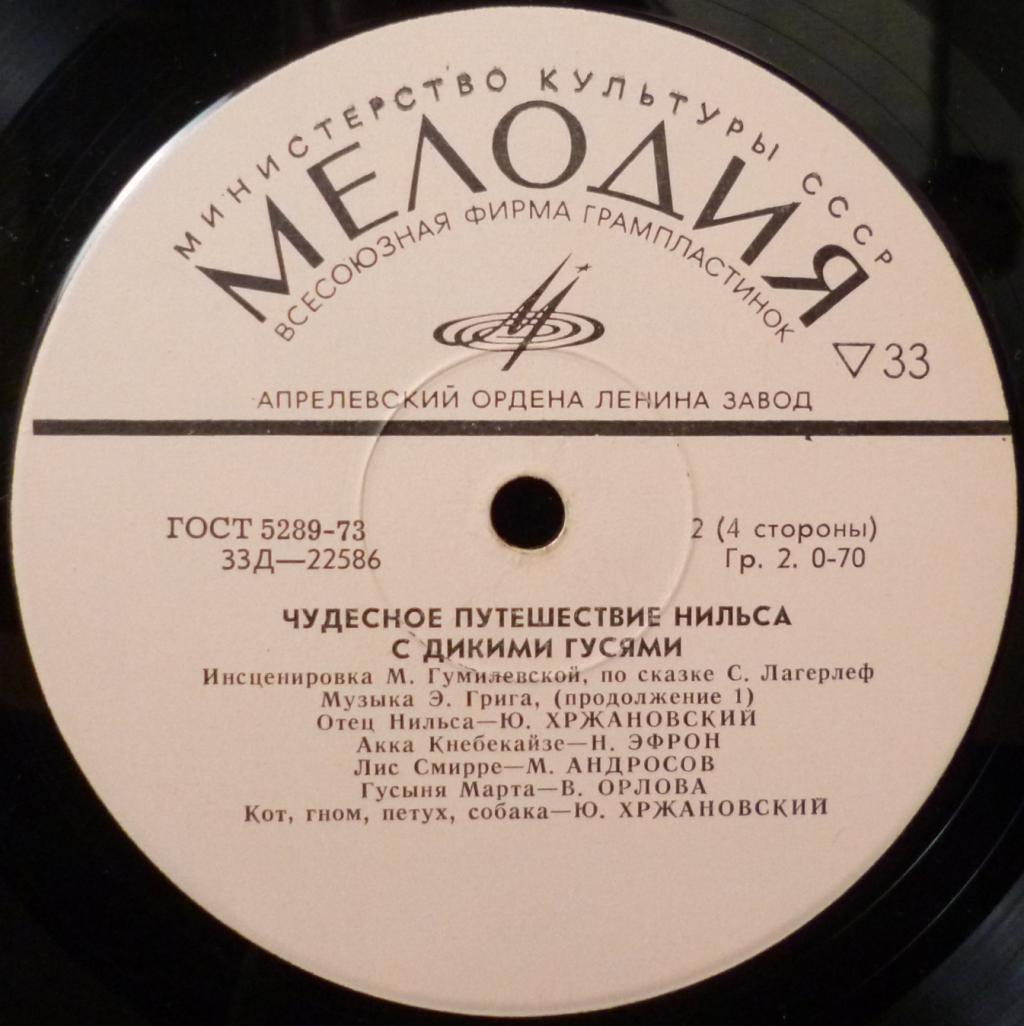 МИНИСТЕРСТВО КУЛЬТУРЫ СССР
МЕЛОДИЯ
ВСЕСОЮЗНАЯ ФИРМА ГРАМПЛАСТИНОК
▽33
АПРЕЛЕВСКИЙ ОРДЕНА ЛЕНИНА ЗАВОД
ГОСТ 5289-73
33Д—22586
2 (4 стороны)
Гр. 2. 0-70
ЧУДЕСНОЕ ПУТЕШЕСТВИЕ НИЛЬСА
С ДИКИМИ ГУСЯМИ
Инсценировка М. Гумилевской, по сказке С. Лагерлеф
Музыка Э. Грига, (продолжение 1)
Отец Нильса—Ю. ХРЖАНОВСКИЙ
Акка Кнебекайзе—Н. ЭФРОН
Лис Смирре—М. АНДРОСОВ
Гусыня Марта—В. ОРЛОВА
Кот, гном, петух, собака—Ю. ХРЖАНОВСКИЙ